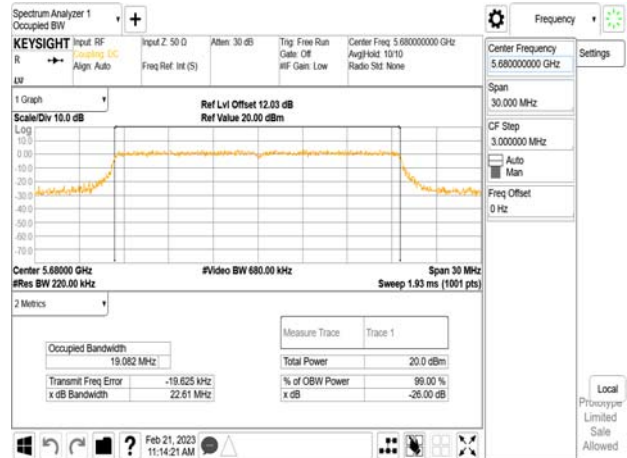 Spectrum Analyzer 1
Occupied BW
Frequency
KEYSIGHT
R
LXI
Input: RF
Coupling: DC
Align: Auto
Input Z: 50 Ω
Freq Ref: Int (S)
Atten: 30 dB
Trig: Free Run
Gate: Off
#IF Gain: Low
Center Freq: 5.680000000 GHz
Avg|Hold: 10/10
Radio Std: None
Center Frequency
5.680000000 GHz
Settings
Span
30.000 MHz
CF Step
3.000000 MHz
Auto
Man
Freq Offset
0 Hz
1 Graph
Scale/Div 10.0 dB
Ref Lvl Offset 12.03 dB
Ref Value 20.00 dBm
Log
10.0
0.00
-10.0
-20.0
-30.0
-40.0
-50.0
-60.0
-70.0
Center 5.68000 GHz
#Res BW 220.00 kHz
#Video BW 680.00 kHz
Span 30 MHz
Sweep 1.93 ms (1001 pts)
2 Metrics
Measure Trace
Trace 1
Occupied Bandwidth
19.082 MHz
Total Power
20.0 dBm
Transmit Freq Error
-19.625 kHz
% of OBW Power
99.00 %
x dB Bandwidth
22.61 MHz
x dB
-26.00 dB
Local
Prototype
Limited
Sale
Allowed
?
Feb 21, 2023
11:14:21 AM